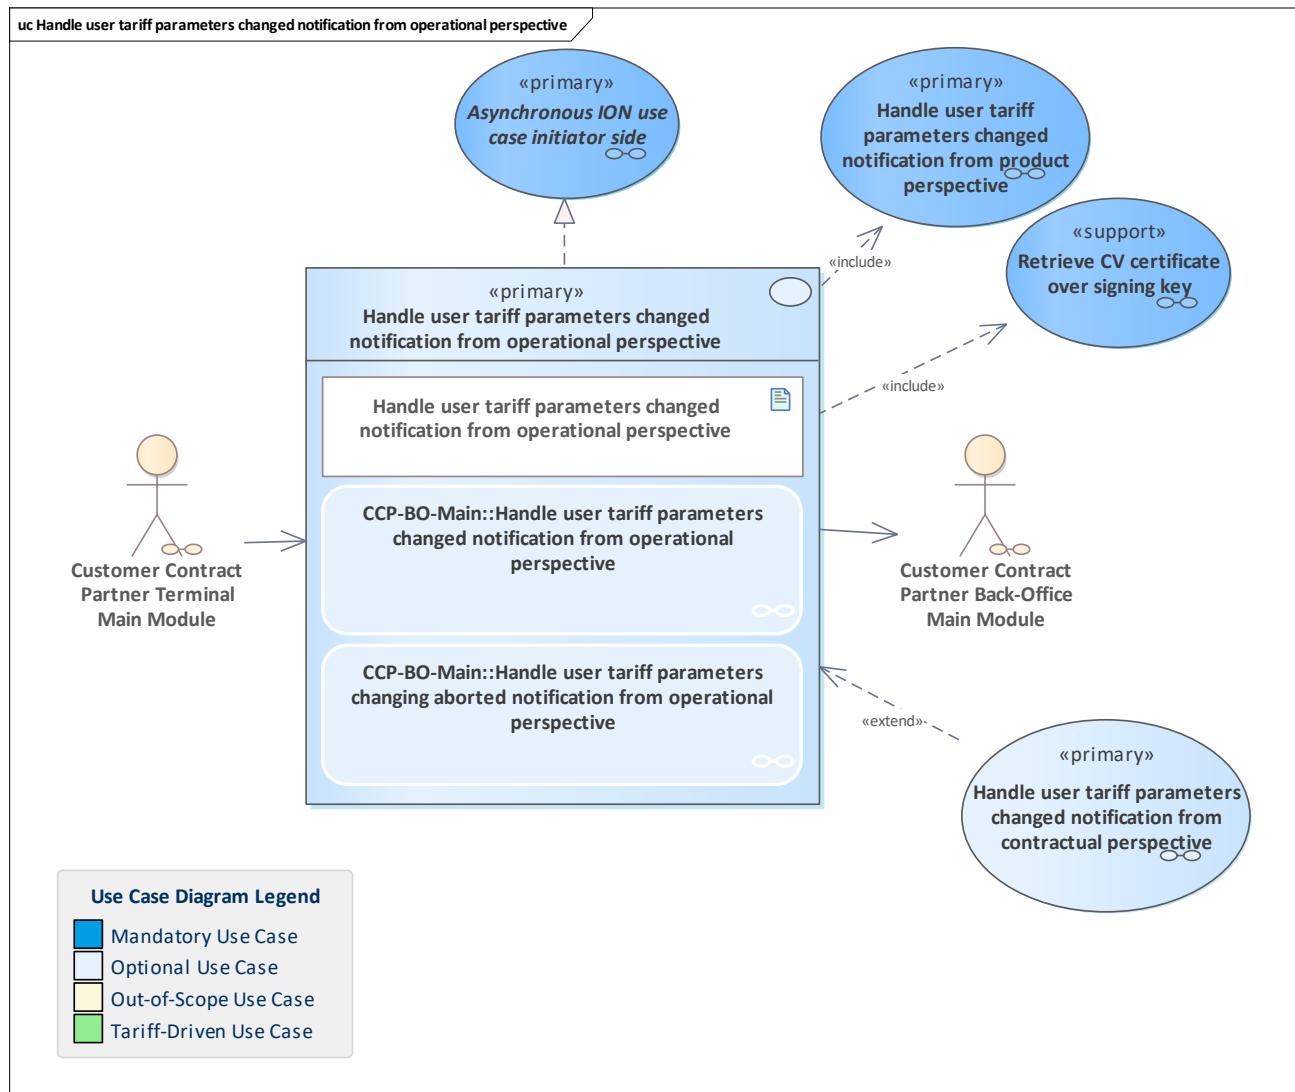 uc Handle user tariff parameters changed notification from operational perspective
«primary»
Asynchronous ION use
case initiator side
«primary»
Handle user tariff
parameters changed
notification from product
perspective
«support»
Retrieve CV certificate
over signing key
«include»
«include»
«primary»
Handle user tariff parameters changed
notification from operational perspective
Handle user tariff parameters changed
notification from operational perspective
CCP-BO-Main::Handle user tariff parameters
changed notification from operational
perspective
CCP-BO-Main::Handle user tariff parameters
changing aborted notification from operational
perspective
Customer Contract
Partner Terminal
Main Module
Customer Contract
Partner Back-Office
Main Module
«extend»
«primary»
Handle user tariff parameters
changed notification from
contractual perspective
Use Case Diagram Legend
Mandatory Use Case
Optional Use Case
Out-of-Scope Use Case
Tariff-Driven Use Case